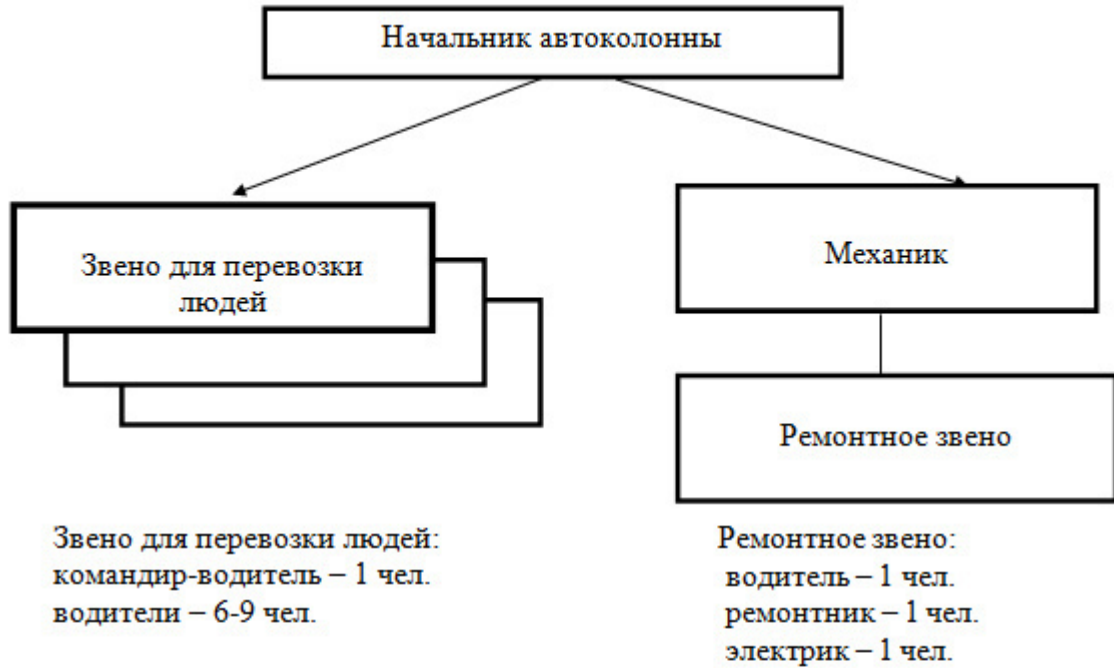 Начальник автоколонны
Звено для перевозки
людей
Механик
Ремонтное звено
Звено для перевозки людей:
командир-водитель – 1 чел.
водители – 6-9 чел.
Ремонтное звено:
водитель – 1 чел.
ремонтник – 1 чел.
электрик – 1 чел.